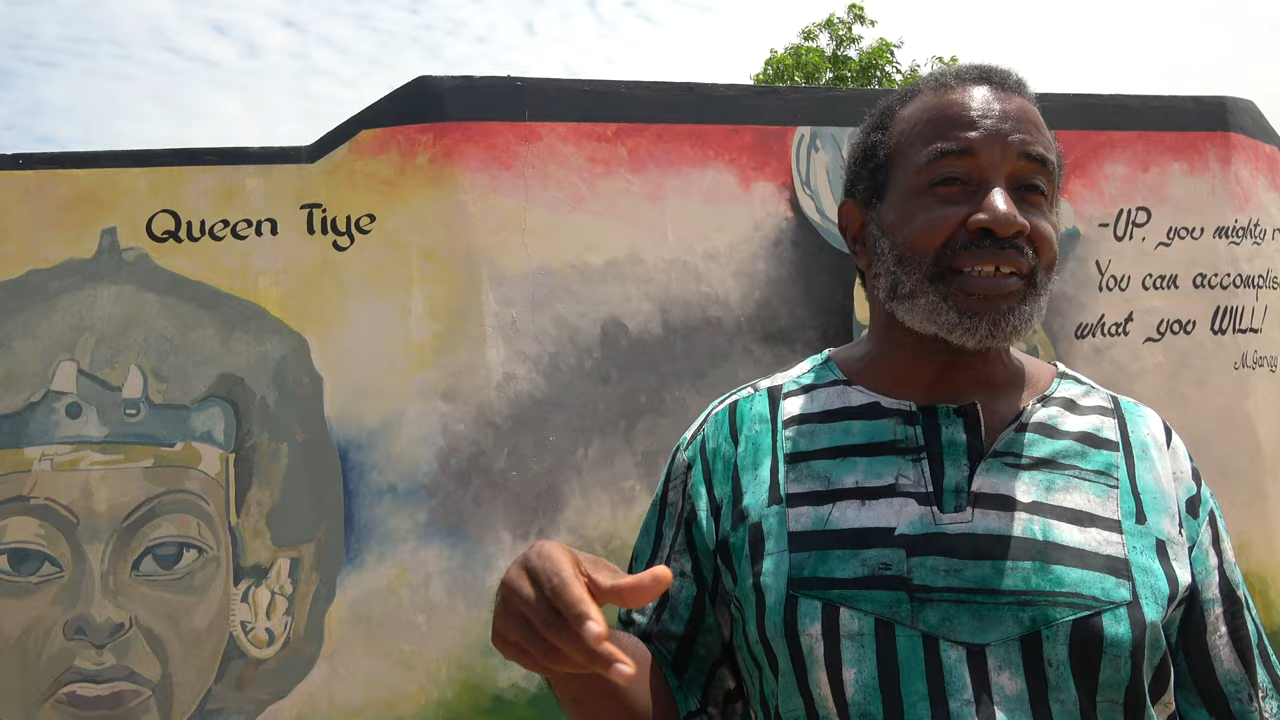 Queen Tiye
-UP, you mighty
You can accomplis
what you WILL!
M.Garvey